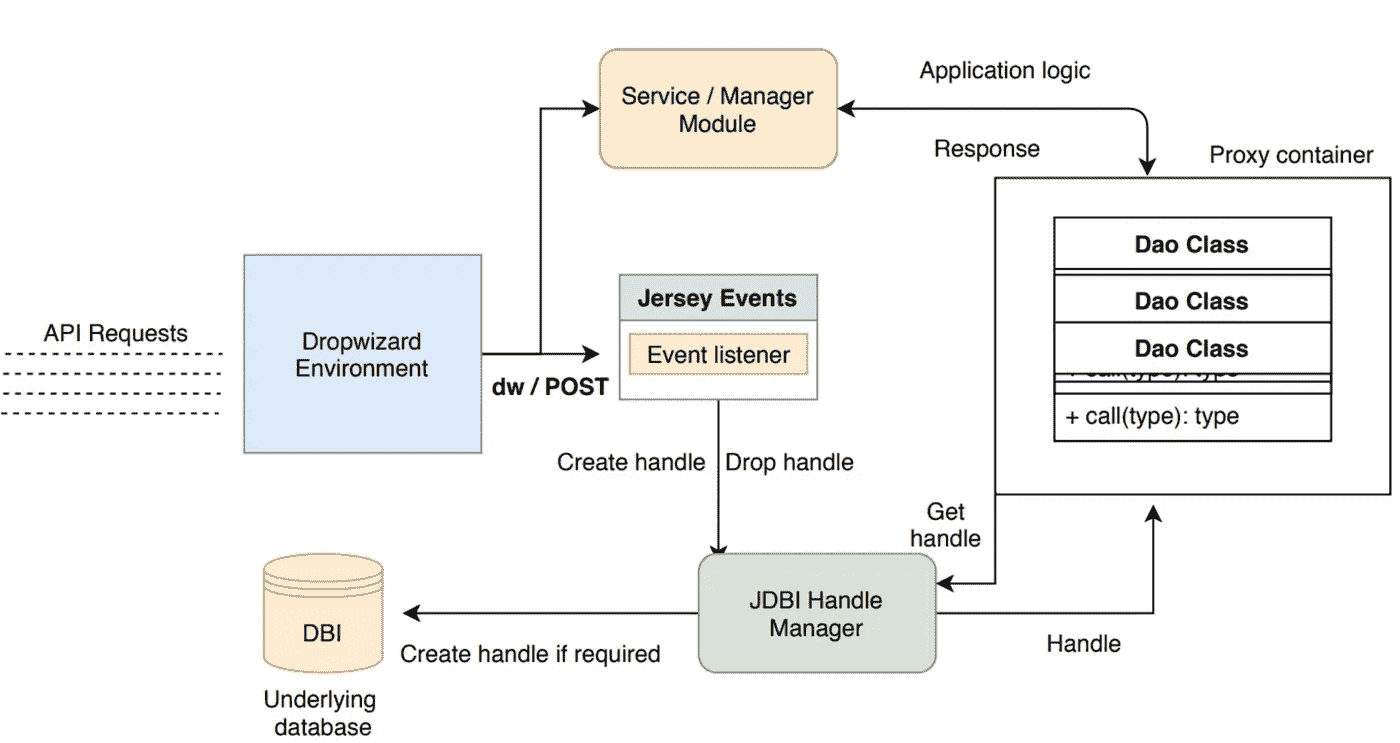 Service / Manager
Module
Application logic
Response
Proxy container
Dao Class
Dao Class
Dao Class
+ call(type): type
+ call(type): type
API Requests
Dropwizard
Environment
dw / POST
Jersey Events
Event listener
Create handle
Drop handle
Get
handle
JDBI Handle
Manager
Handle
DBI
Create handle if required
Underlying
database